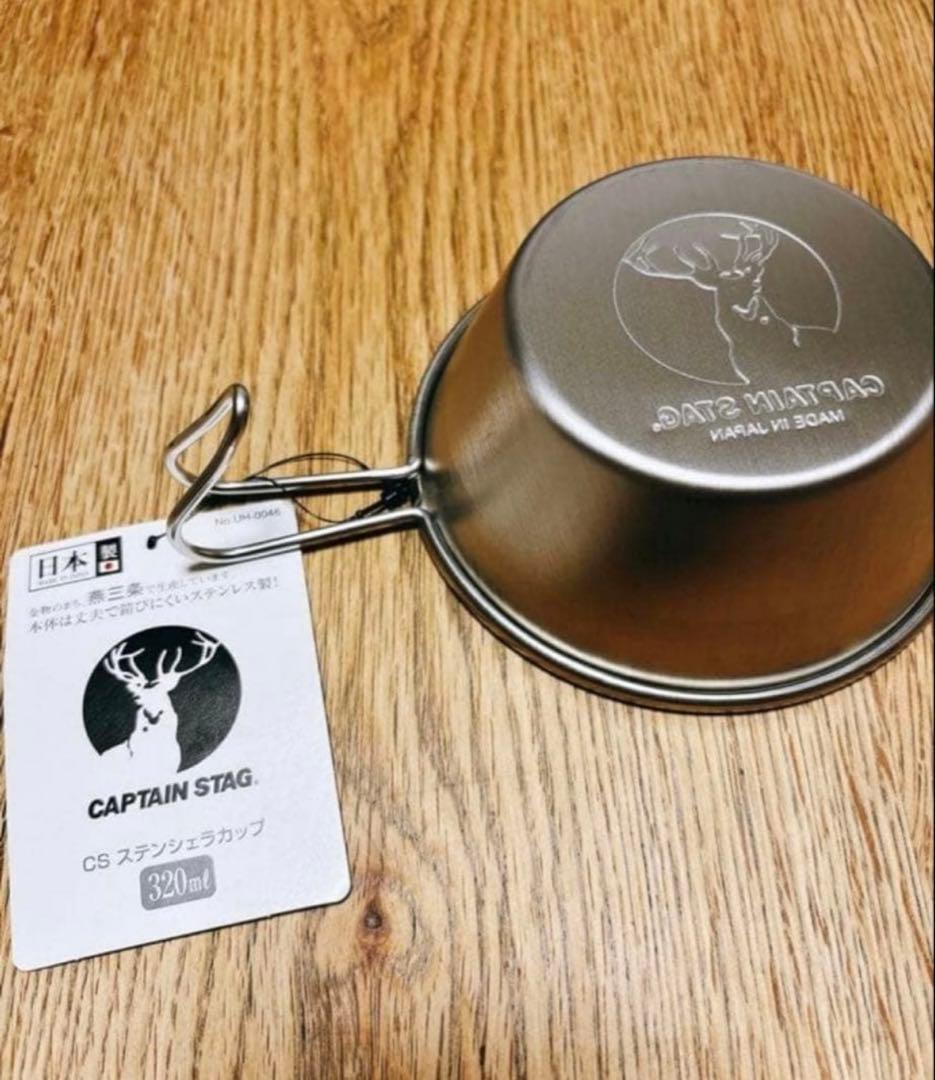 No.UH-0046
日本製
MADE IN JAPAN
金物のまち、燕三条で生産しています。
本体は丈夫で錆びにくいステンレス製!
CAPTAIN STAG®
CS ステンシェラカップ
320ml
CAPTAIN STAG®
MADE IN JAPAN